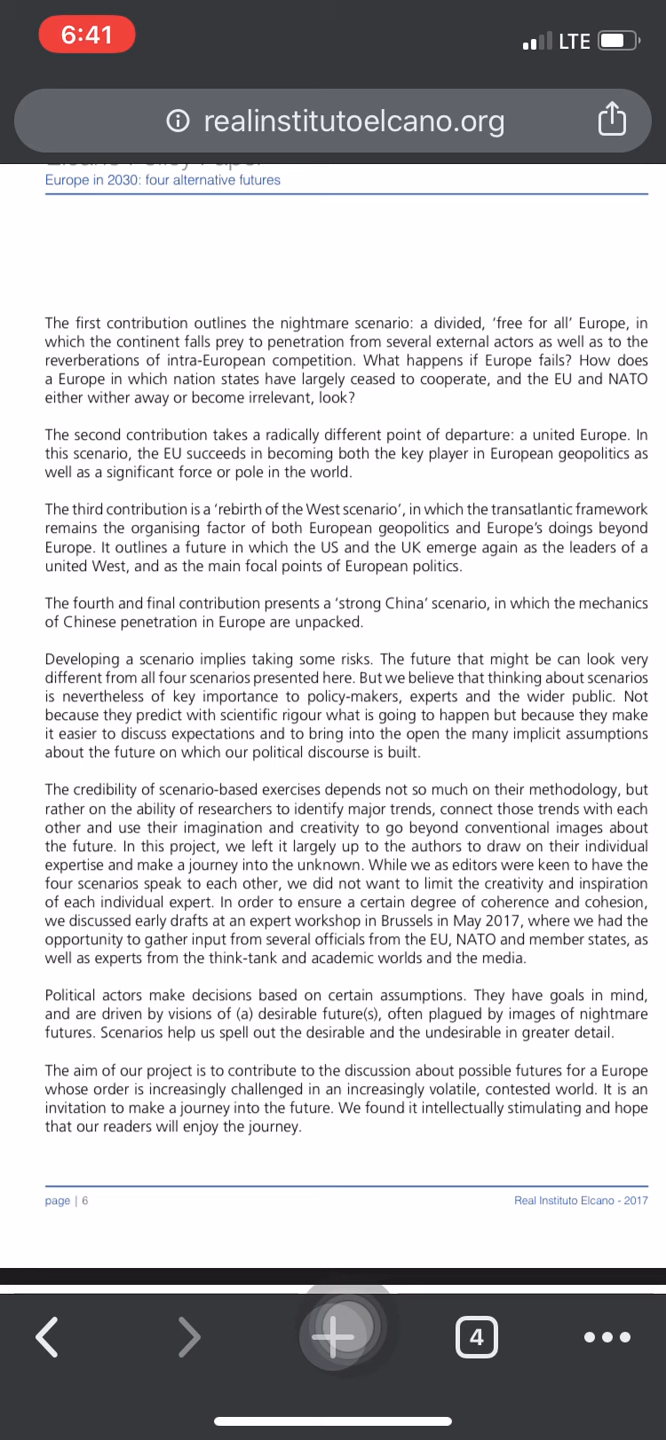 6:41
LTE
realinstitutoelcano.org
Elcano Policy Paper
Europe in 2030: four alternative futures
The first contribution outlines the nightmare scenario: a divided, ‘free for all’ Europe, in
which the continent falls prey to penetration from several external actors as well as to the
reverberations of intra-European competition. What happens if Europe fails? How does
a Europe in which nation states have largely ceased to cooperate, and the EU and NATO
either wither away or become irrelevant, look?
The second contribution takes a radically different point of departure: a united Europe. In
this scenario, the EU succeeds in becoming both the key player in European geopolitics as
well as a significant force or pole in the world.
The third contribution is a ‘rebirth of the West scenario’, in which the transatlantic framework
remains the organising factor of both European geopolitics and Europe’s doings beyond
Europe. It outlines a future in which the US and the UK emerge again as the leaders of a
united West, and as the main focal points of European politics.
The fourth and final contribution presents a ‘strong China’ scenario, in which the mechanics
of Chinese penetration in Europe are unpacked.
Developing a scenario implies taking some risks. The future that might be can look very
different from all four scenarios presented here. But we believe that thinking about scenarios
is nevertheless of key importance to policy-makers, experts and the wider public. Not
because they predict with scientific rigour what is going to happen but because they make
it easier to discuss expectations and to bring into the open the many implicit assumptions
about the future on which our political discourse is built.
The credibility of scenario-based exercises depends not so much on their methodology, but
rather on the ability of researchers to identify major trends, connect those trends with each
other and use their imagination and creativity to go beyond conventional images about
the future. In this project, we left it largely up to the authors to draw on their individual
expertise and make a journey into the unknown. While we as editors were keen to have the
four scenarios speak to each other, we did not want to limit the creativity and inspiration
of each individual expert. In order to ensure a certain degree of coherence and cohesion,
we discussed early drafts at an expert workshop in Brussels in May 2017, where we had the
opportunity to gather input from several officials from the EU, NATO and member states, as
well as experts from the think-tank and academic worlds and the media.
Political actors make decisions based on certain assumptions. They have goals in mind,
and are driven by visions of (a) desirable future(s), often plagued by images of nightmare
futures. Scenarios help us spell out the desirable and the undesirable in greater detail.
The aim of our project is to contribute to the discussion about possible futures for a Europe
whose order is increasingly challenged in an increasingly volatile, contested world. It is an
invitation to make a journey into the future. We found it intellectually stimulating and hope
that our readers will enjoy the journey.
page | 6
Real Instituto Elcano - 2017
4